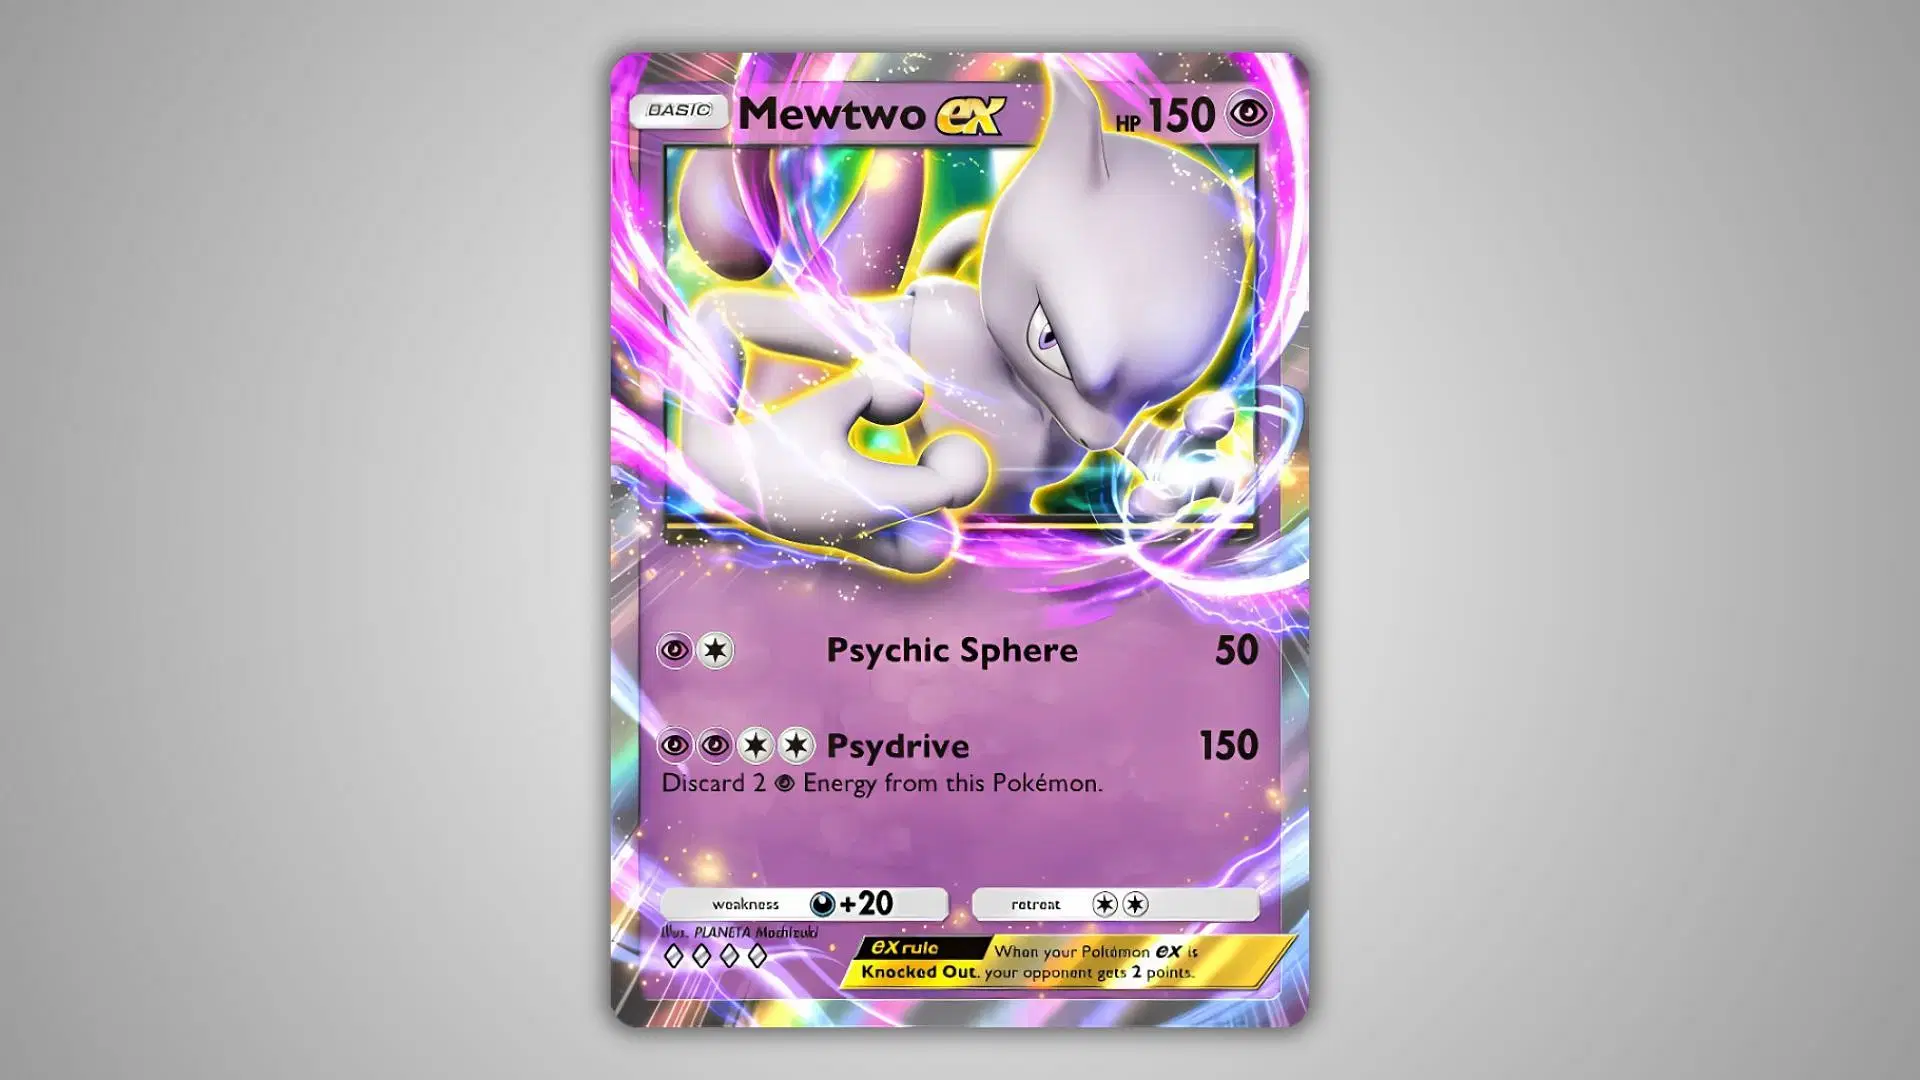 BASIC Mewtwo ex HP 150
Psychic Sphere 50
Psydrive 150
Discard 2 Energy from this Pokémon.
weakness +20 retreat
Illus. PLANETA Mochizuki
ex rule When your Pokémon ex is
Knocked Out, your opponent gets 2 points.